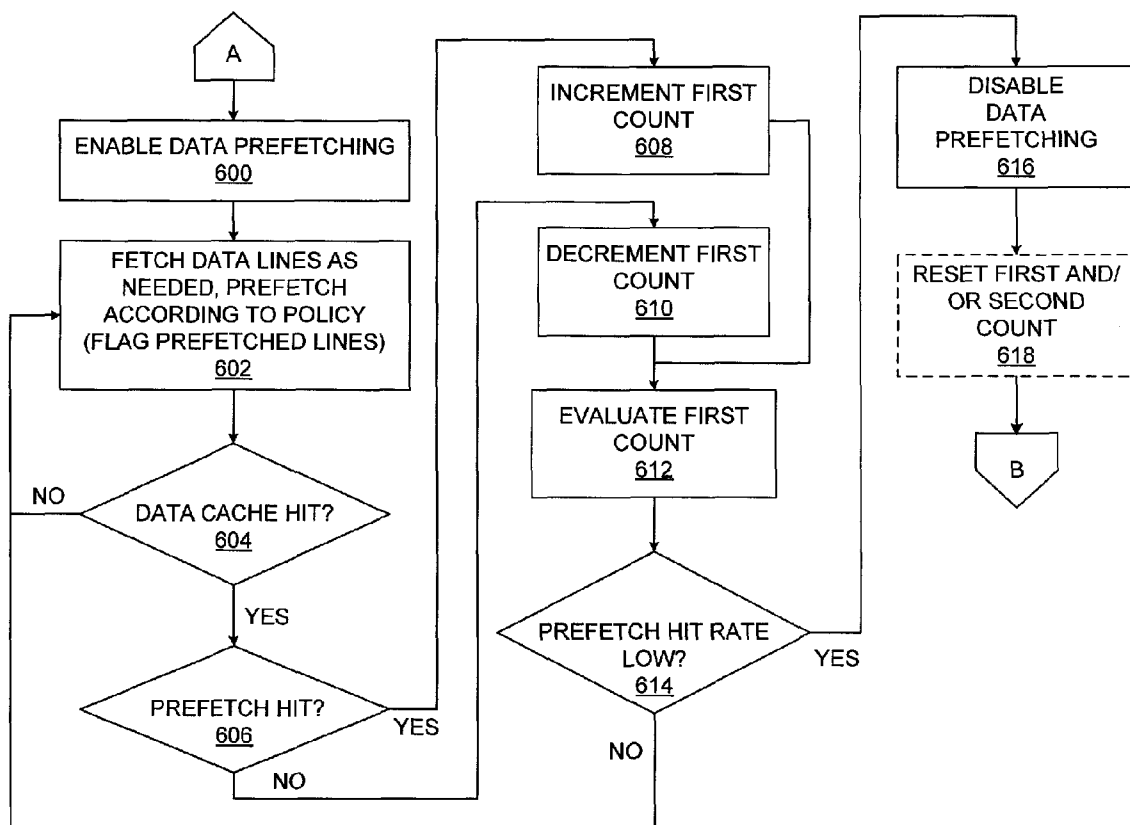 A
ENABLE DATA PREFETCHING
600
FETCH DATA LINES AS
NEEDED, PREFETCH
ACCORDING TO POLICY
(FLAG PREFETCHED LINES)
602
NO
DATA CACHE HIT?
604
YES
PREFETCH HIT?
606
YES
NO
INCREMENT FIRST
COUNT
608
DECREMENT FIRST
COUNT
610
EVALUATE FIRST
COUNT
612
PREFETCH HIT RATE
LOW?
614
YES
NO
DISABLE
DATA
PREFETCHING
616
RESET FIRST AND/
OR SECOND
COUNT
618
B